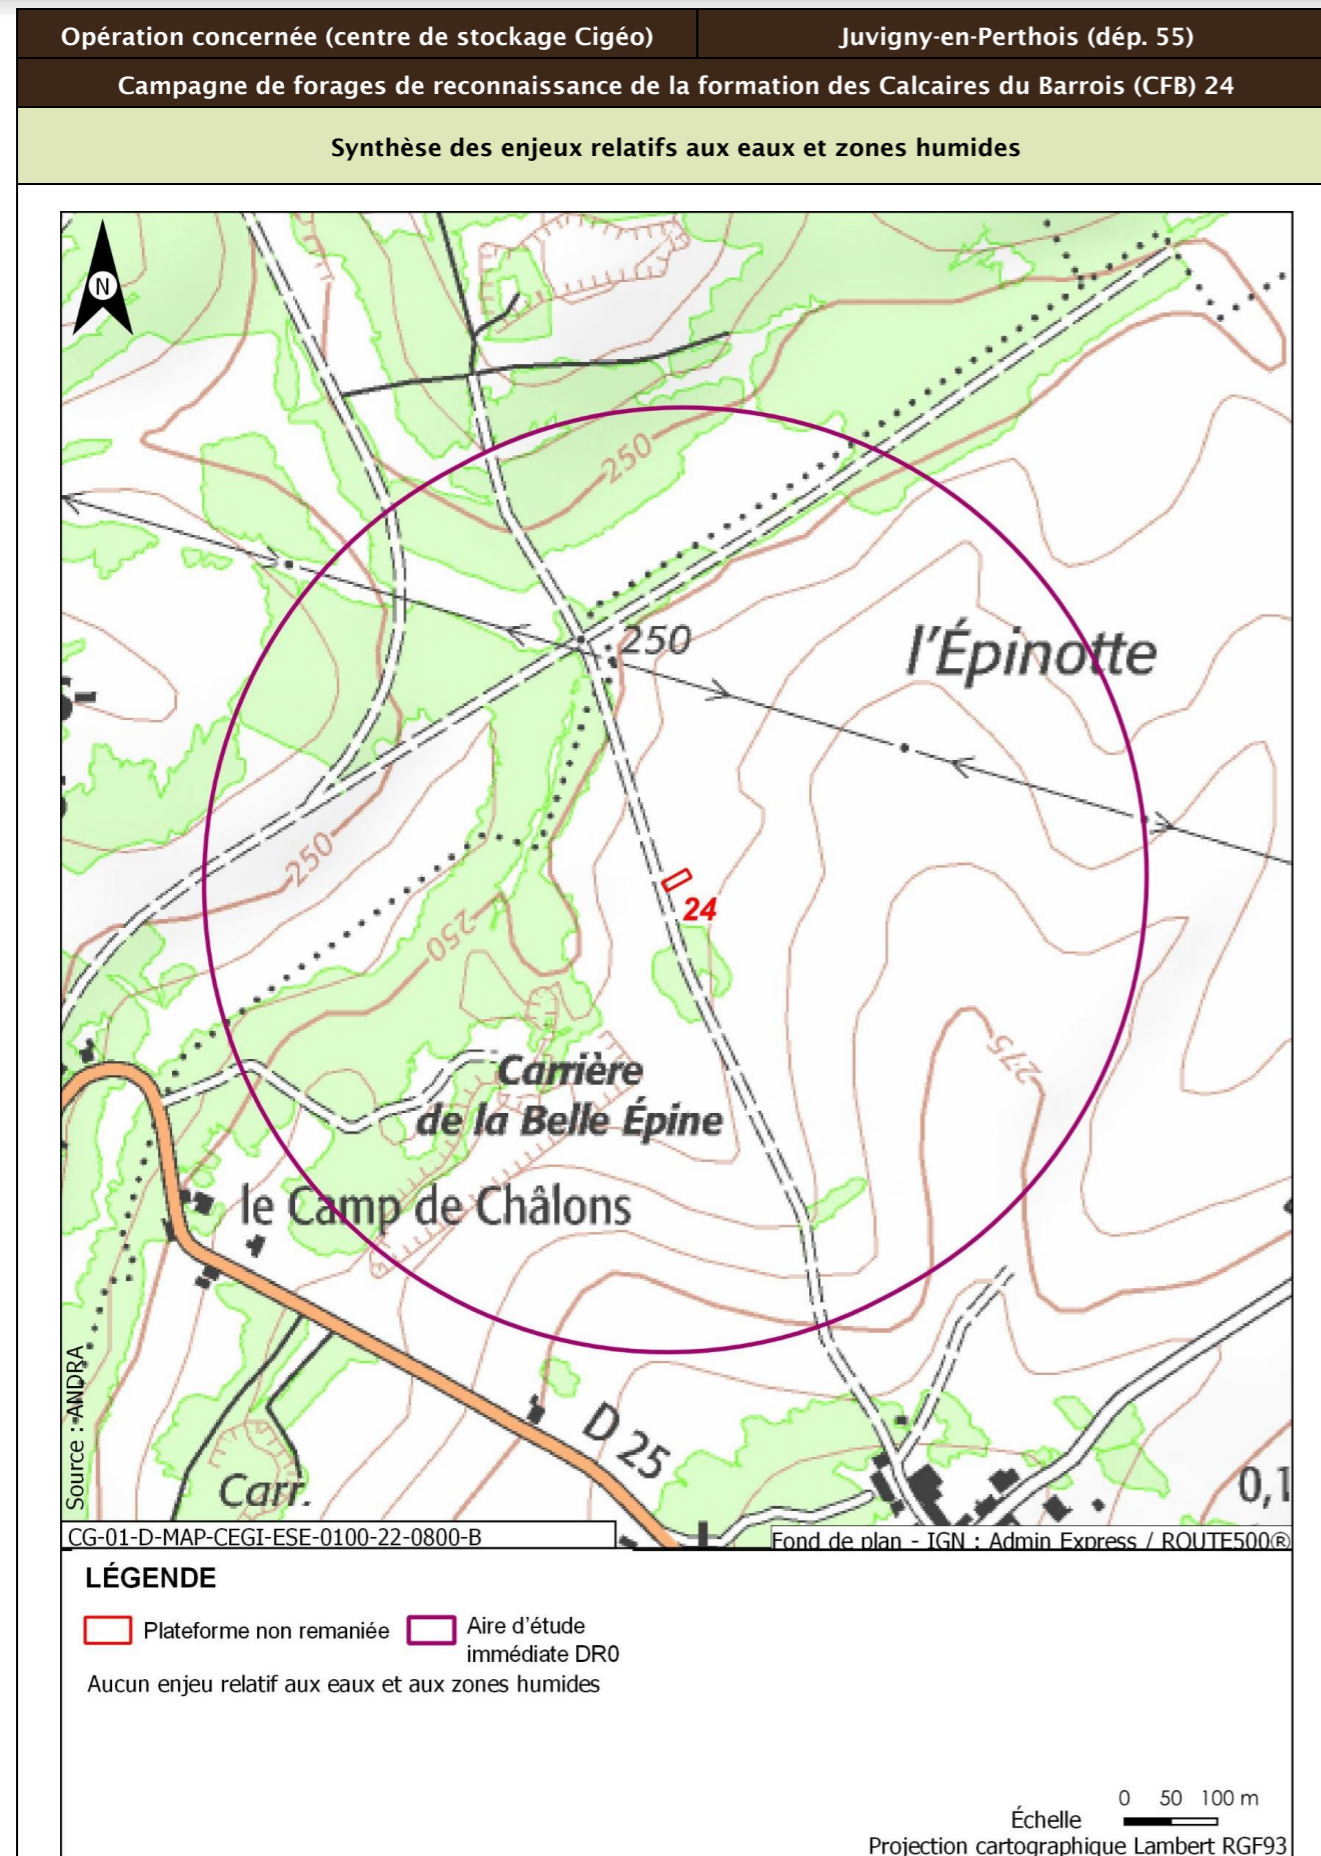 Opération concernée (centre de stockage Cigéo)
Juvigny-en-Perthois (dép. 55)
Campagne de forages de reconnaissance de la formation des Calcaires du Barrois (CFB) 24
Synthèse des enjeux relatifs aux eaux et zones humides
N
250
250
l'Épinotte
250
24
250
275
Carrière
de la Belle Épine
le Camp de Châlons
D 25
Carr.
0,1
Source : ANDRA
CG-01-D-MAP-CEGI-ESE-0100-22-0800-B
Fond de plan - IGN : Admin Express / ROUTE500®
LÉGENDE
Plateforme non remaniée
Aire d'étude
immédiate DR0
Aucun enjeu relatif aux eaux et aux zones humides
0 50 100 m
Échelle
Projection cartographique Lambert RGF93